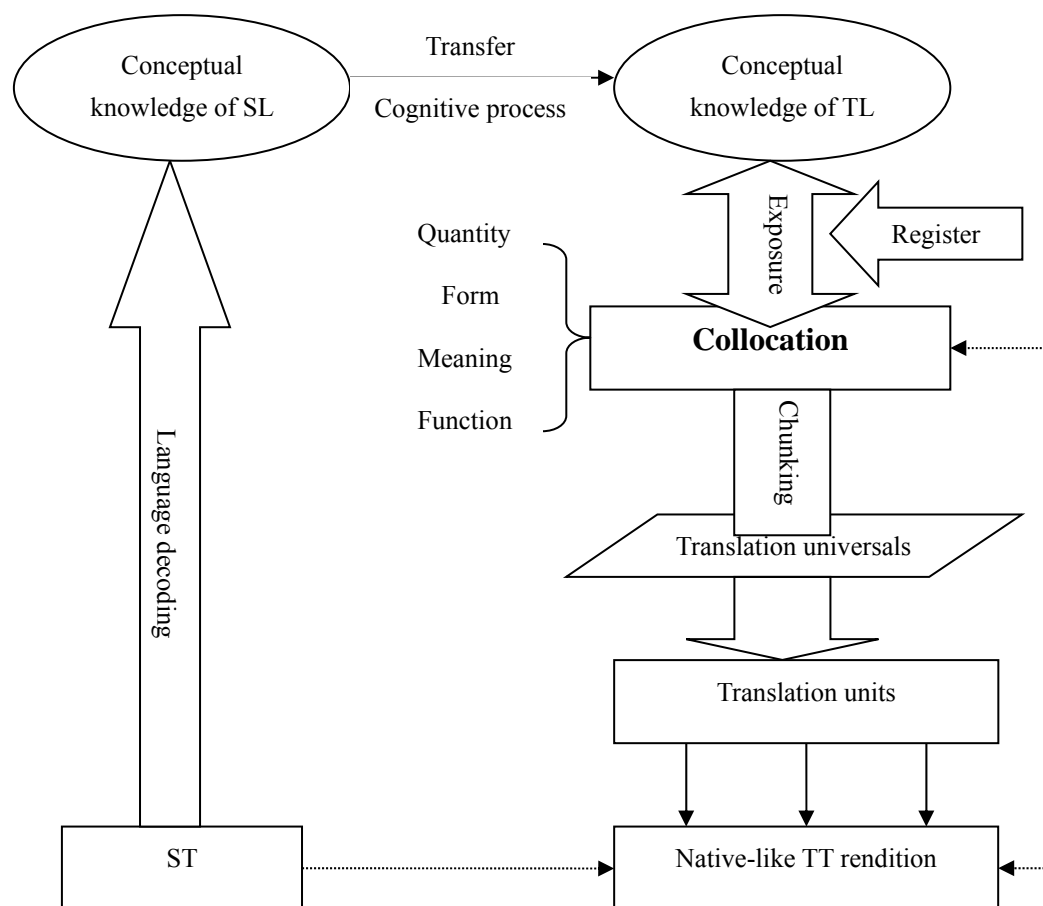 Conceptual
knowledge of SL
Transfer
Cognitive process
Conceptual
knowledge of TL
Exposure
Register
Quantity
Form
Meaning
Function
Collocation
Chunking
Language decoding
Translation universals
Translation units
ST
Native-like TT rendition